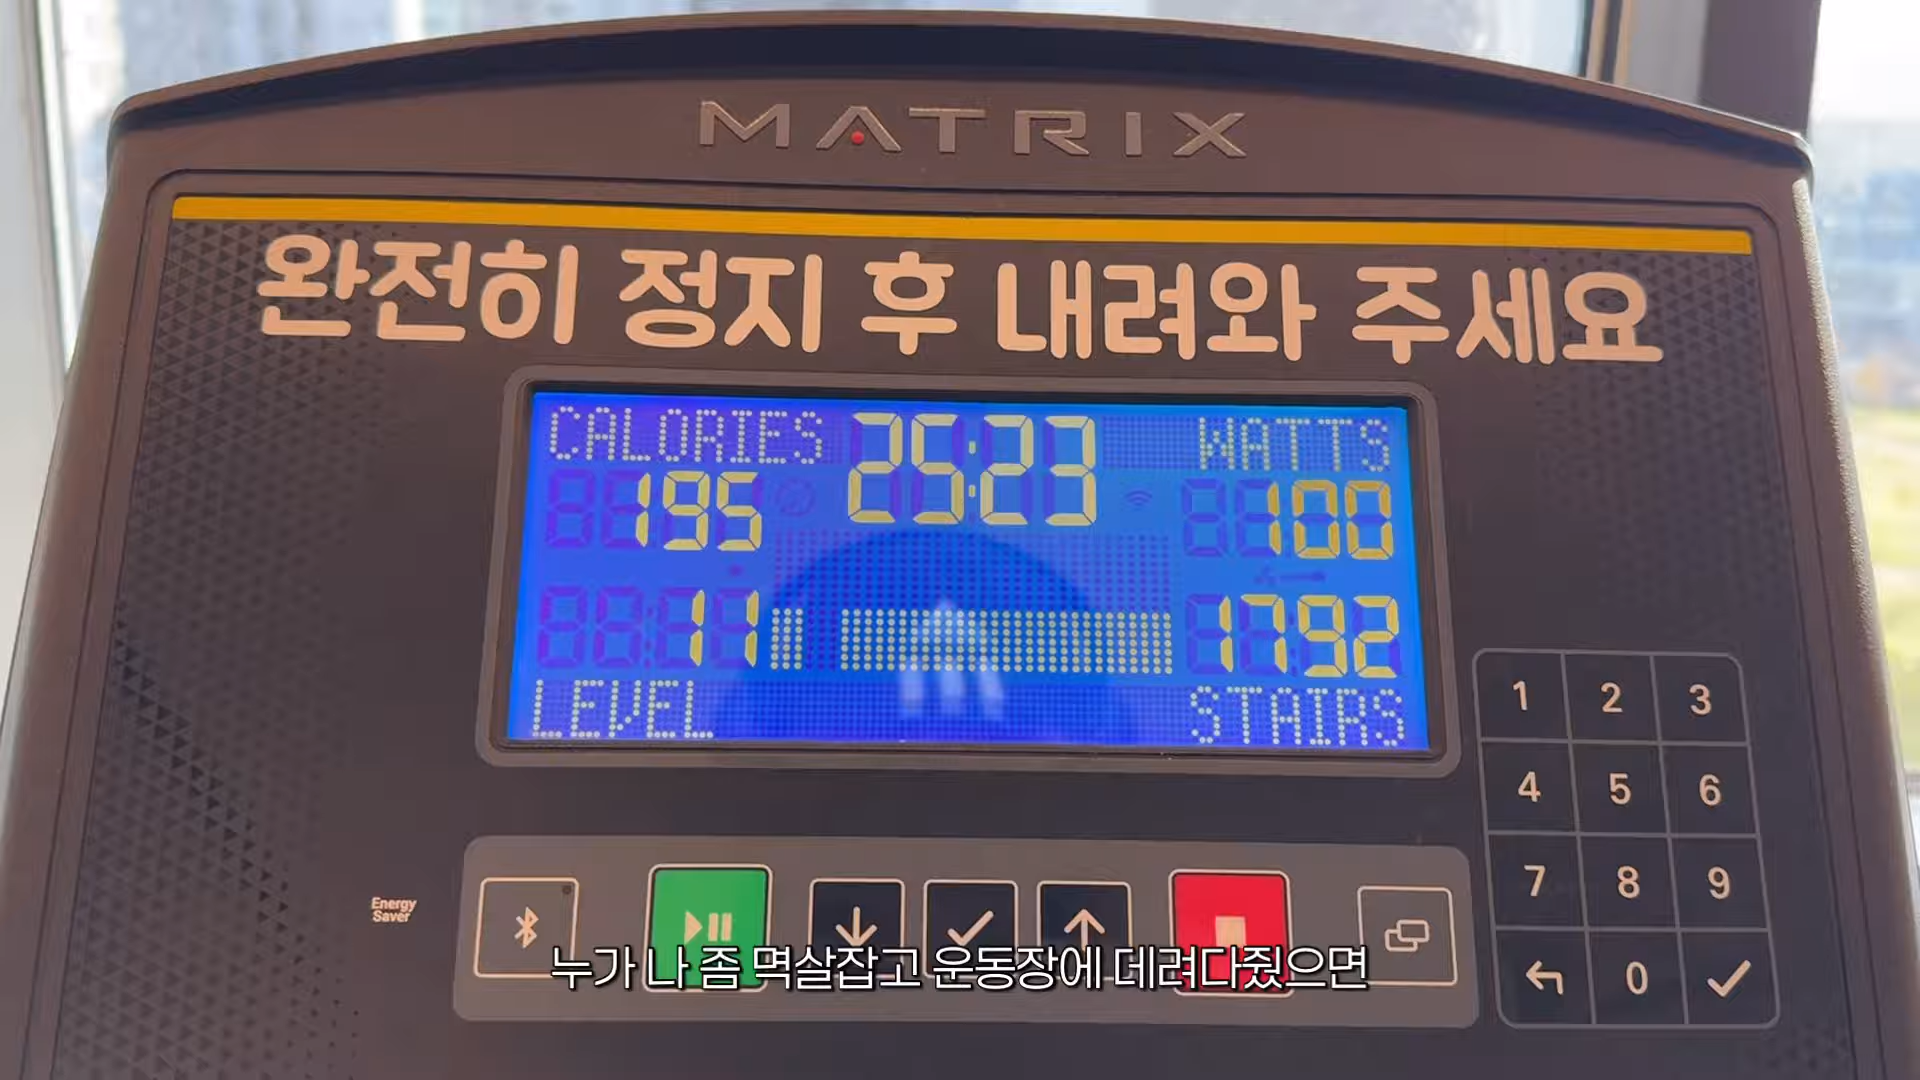 MATRIX
완전히 정지 후 내려와 주세요
CALORIES 25:23 WATTS
195 100
11 1792
LEVEL STAIRS
1 2 3
4 5 6
Energy
Saver
7 8 9
0
누가 나 좀 멱살잡고 운동장에 데려다줬으면